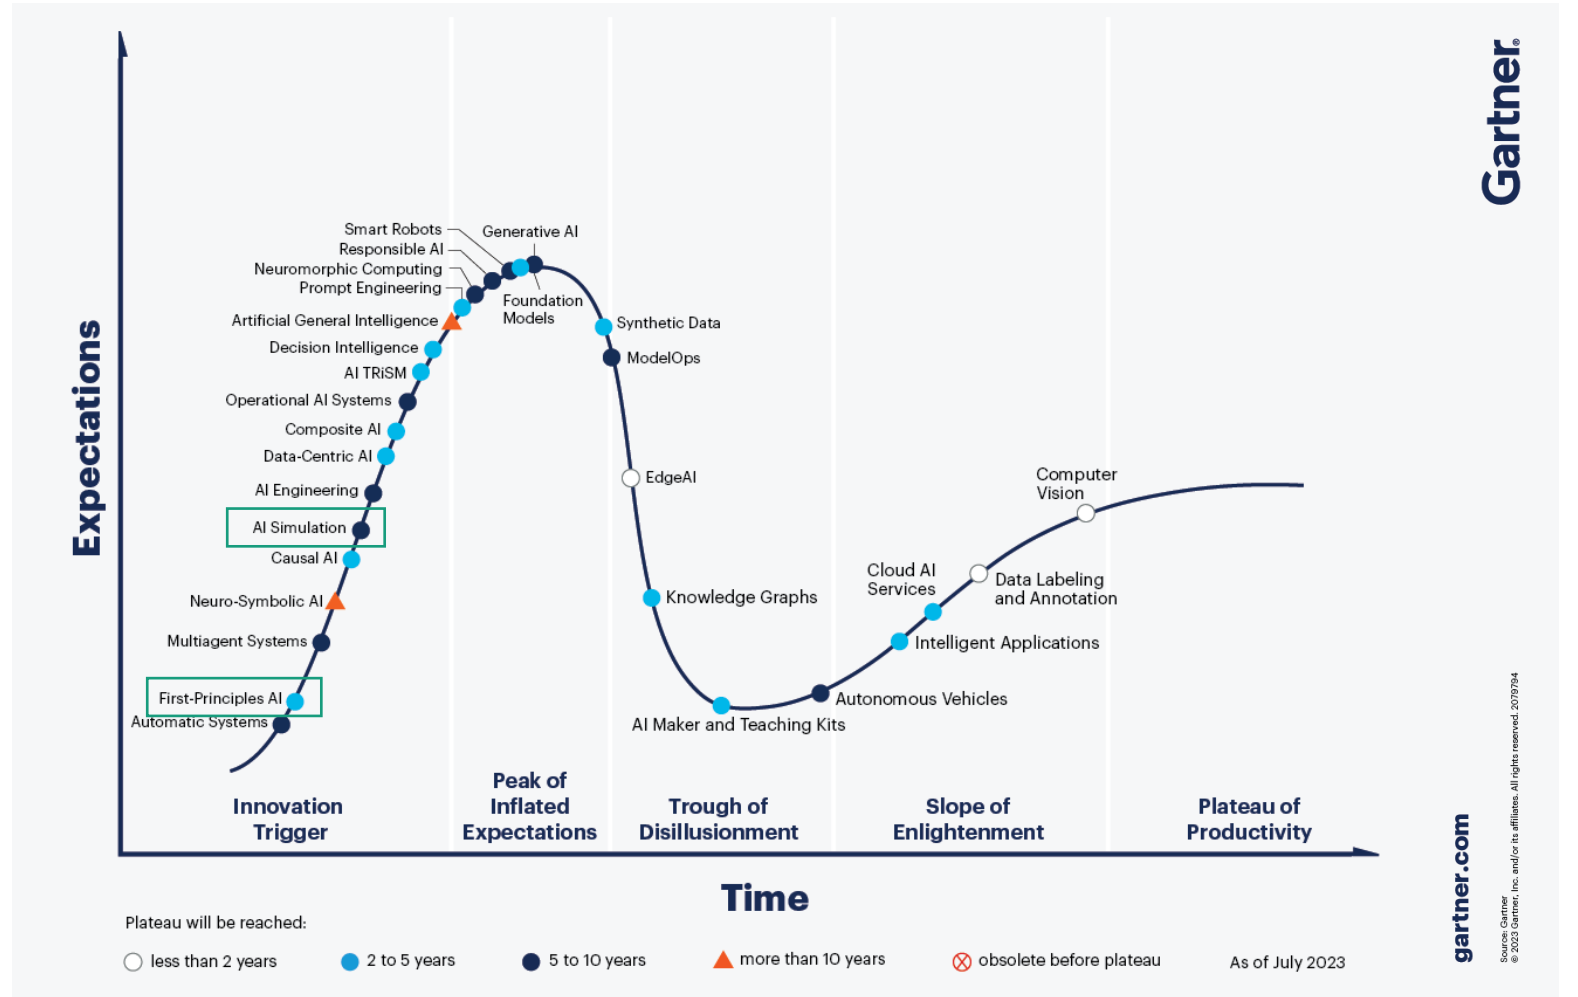 Gartner®
Expectations
Smart Robots
Responsible AI
Neuromorphic Computing
Prompt Engineering
Generative AI
Foundation
Models
Artificial General Intelligence
Decision Intelligence
AI TRiSM
Operational AI Systems
Composite AI
Data-Centric AI
AI Engineering
AI Simulation
Causal AI
Neuro-Symbolic AI
Multiagent Systems
First-Principles AI
Automatic Systems
Synthetic Data
ModelOps
EdgeAI
Knowledge Graphs
AI Maker and Teaching Kits
Autonomous Vehicles
Intelligent Applications
Cloud AI
Services
Data Labeling
and Annotation
Computer
Vision
Innovation
Trigger
Peak of
Inflated
Expectations
Trough of
Disillusionment
Slope of
Enlightenment
Plateau of
Productivity
Time
Plateau will be reached:
less than 2 years
2 to 5 years
5 to 10 years
more than 10 years
obsolete before plateau
As of July 2023
gartner.com
Source: Gartner
© 2023 Gartner, Inc. and/or its affiliates. All rights reserved. 2079794